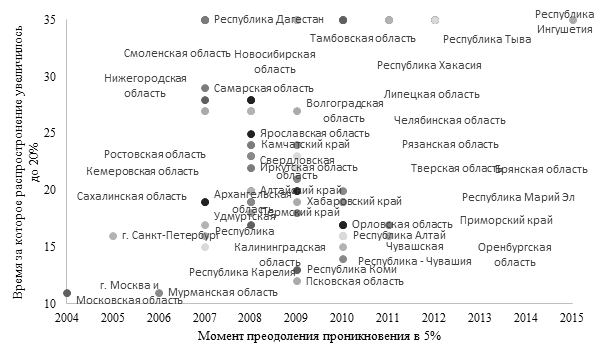 35
Республика Дагестан
Республика
Ингушетия
Тамбовская область
Республика Тыва
Смоленская область
Новосибирская
область
Республика Хакасия
30
Нижегородская
область
Самарская область
Липецкая область
Волгоградская
область
Челябинская область
25
Ярославская область
Камчатский край
Рязанская область
Ростовская область
Свердловская
область
Иркутская область
Кемеровская область
Тверская область
Брянская область
20
Алтайский край
Сахалинская область
Архангельская
область
Хабаровский край
Республика Марий Эл
Пермский край
Удмуртская
Республика
Орловская область
Приморский край
г. Санкт-Петербург
Республика Алтай
15
Калининградская
область
Чувашская
Республика - Чувашия
Оренбургская
область
Республика Карелия
Республика Коми
Псковская область
г. Москва и
Московская область
Мурманская область
10
2004 2005 2006 2007 2008 2009 2010 2011 2012 2013 2014 2015
Момент преодоления проникновения в 5%
Время за которое распространение увеличилось
до 20%